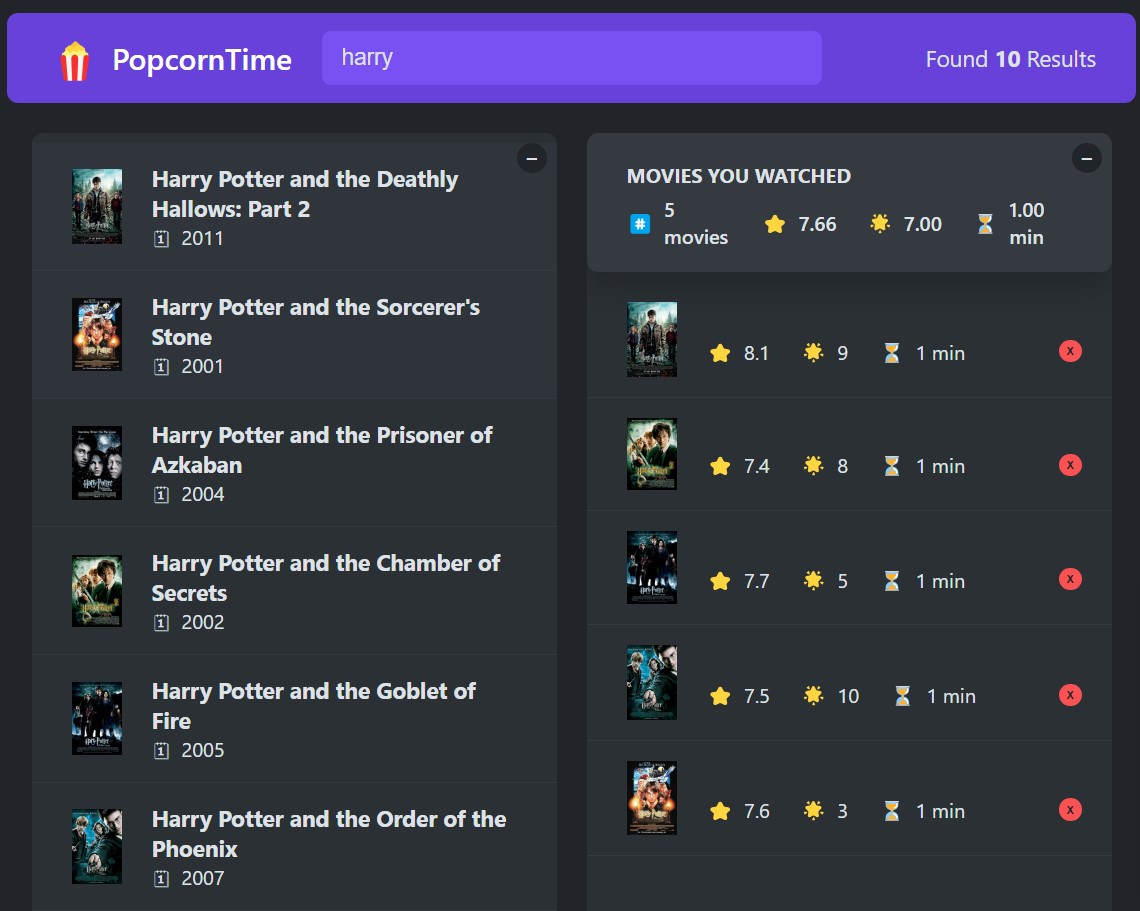 PopcornTime
harry
Found 10 Results
Harry Potter and the Deathly
Hallows: Part 2
2011
Harry Potter and the Sorcerer's
Stone
2001
Harry Potter and the Prisoner of
Azkaban
2004
Harry Potter and the Chamber of
Secrets
2002
Harry Potter and the Goblet of
Fire
2005
Harry Potter and the Order of the
Phoenix
2007
–
MOVIES YOU WATCHED
5
movies
7.66
7.00
1.00
min
–
8.1 9 1 min X
7.4 8 1 min X
7.7 5 1 min X
7.5 10 1 min X
7.6 3 1 min X